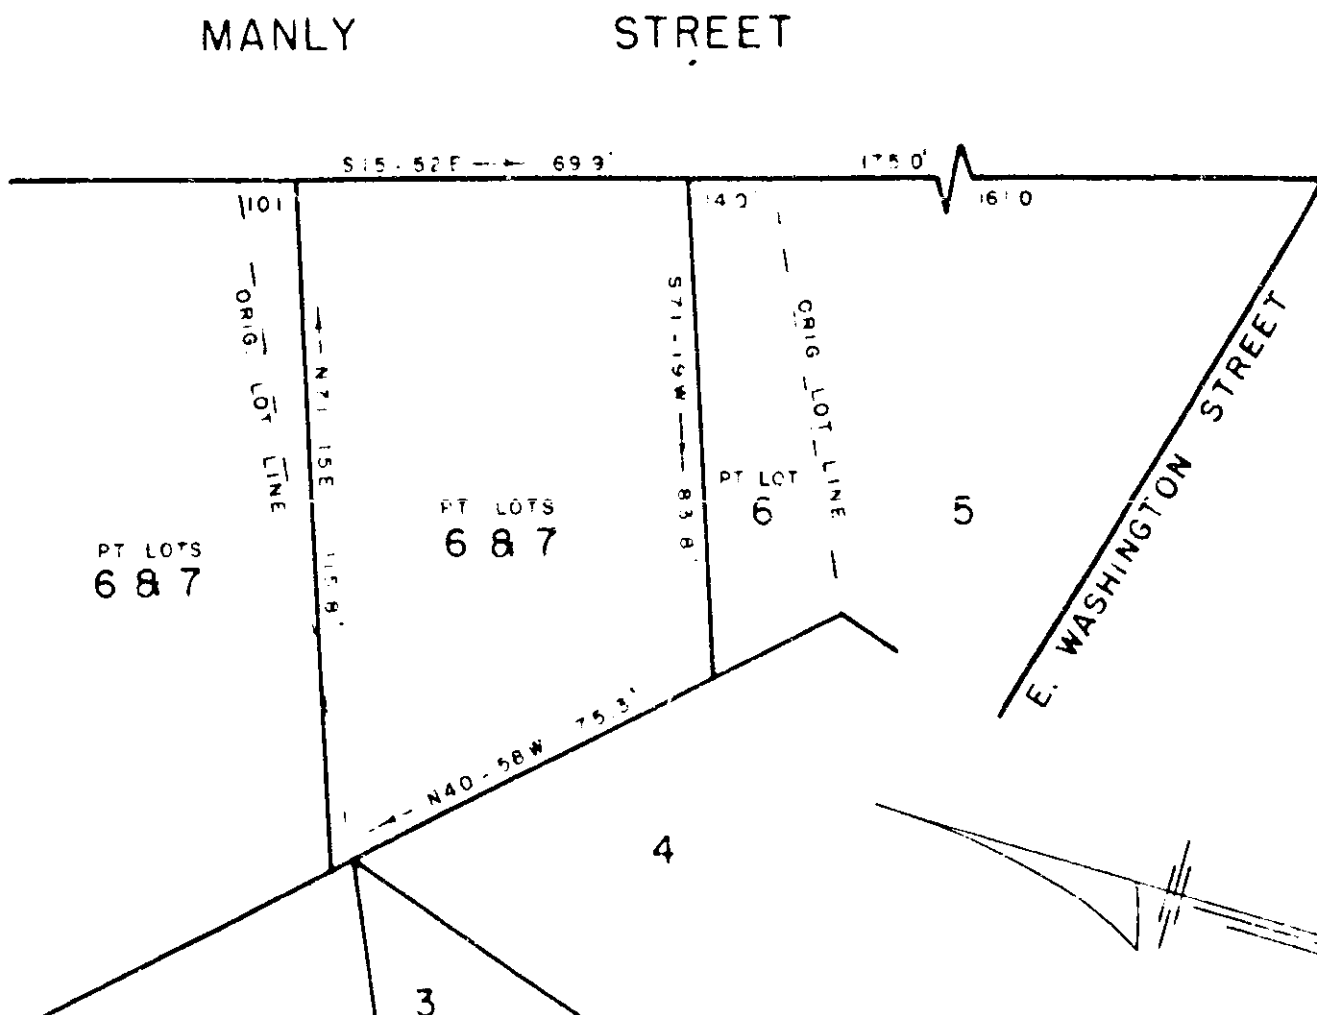 MANLY STREET
S15-52E 69.9' 175.0'
101 14.0 161.0
ORIG. LOT LINE
N71 15E 115.8'
S71-19W 83.8'
ORIG LOT LINE
PT LOTS
6 & 7
PT LOTS
6 & 7
PT LOT
6
5
E. WASHINGTON STREET
N40-58W 75.3'
4
3